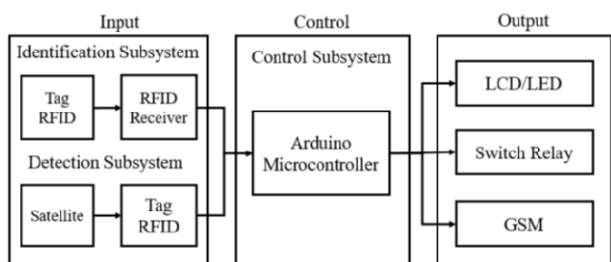 Input
Identification Subsystem
Tag
RFID
RFID
Receiver
Detection Subsystem
Satellite
Tag
RFID
Control
Control Subsystem
Arduino
Microcontroller
Output
LCD/LED
Switch Relay
GSM